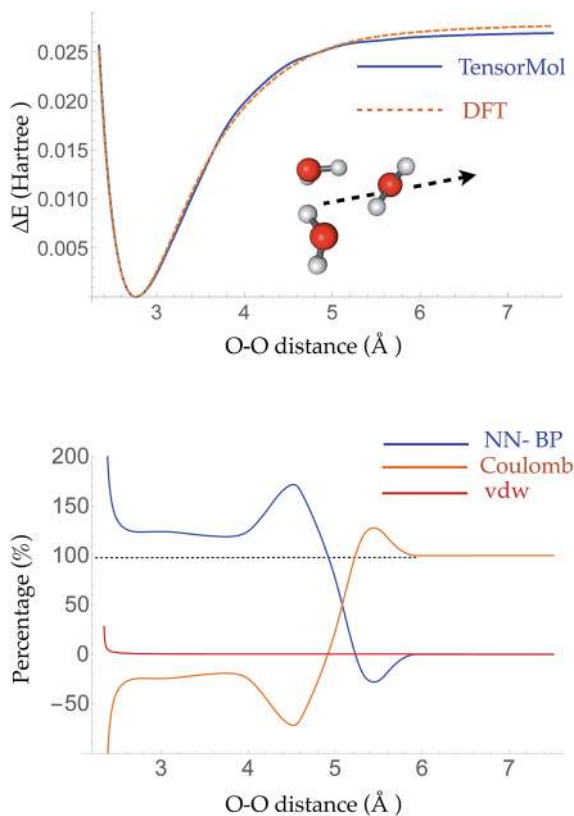 0.025
0.020
0.015
0.010
0.005
ΔE (Hartree)
TensorMol
DFT
3 4 5 6 7
O-O distance (Å )
NN- BP
Coulomb
vdw
200
150
100
50
0
−50
Percentage (%)
3 4 5 6 7
O-O distance (Å )